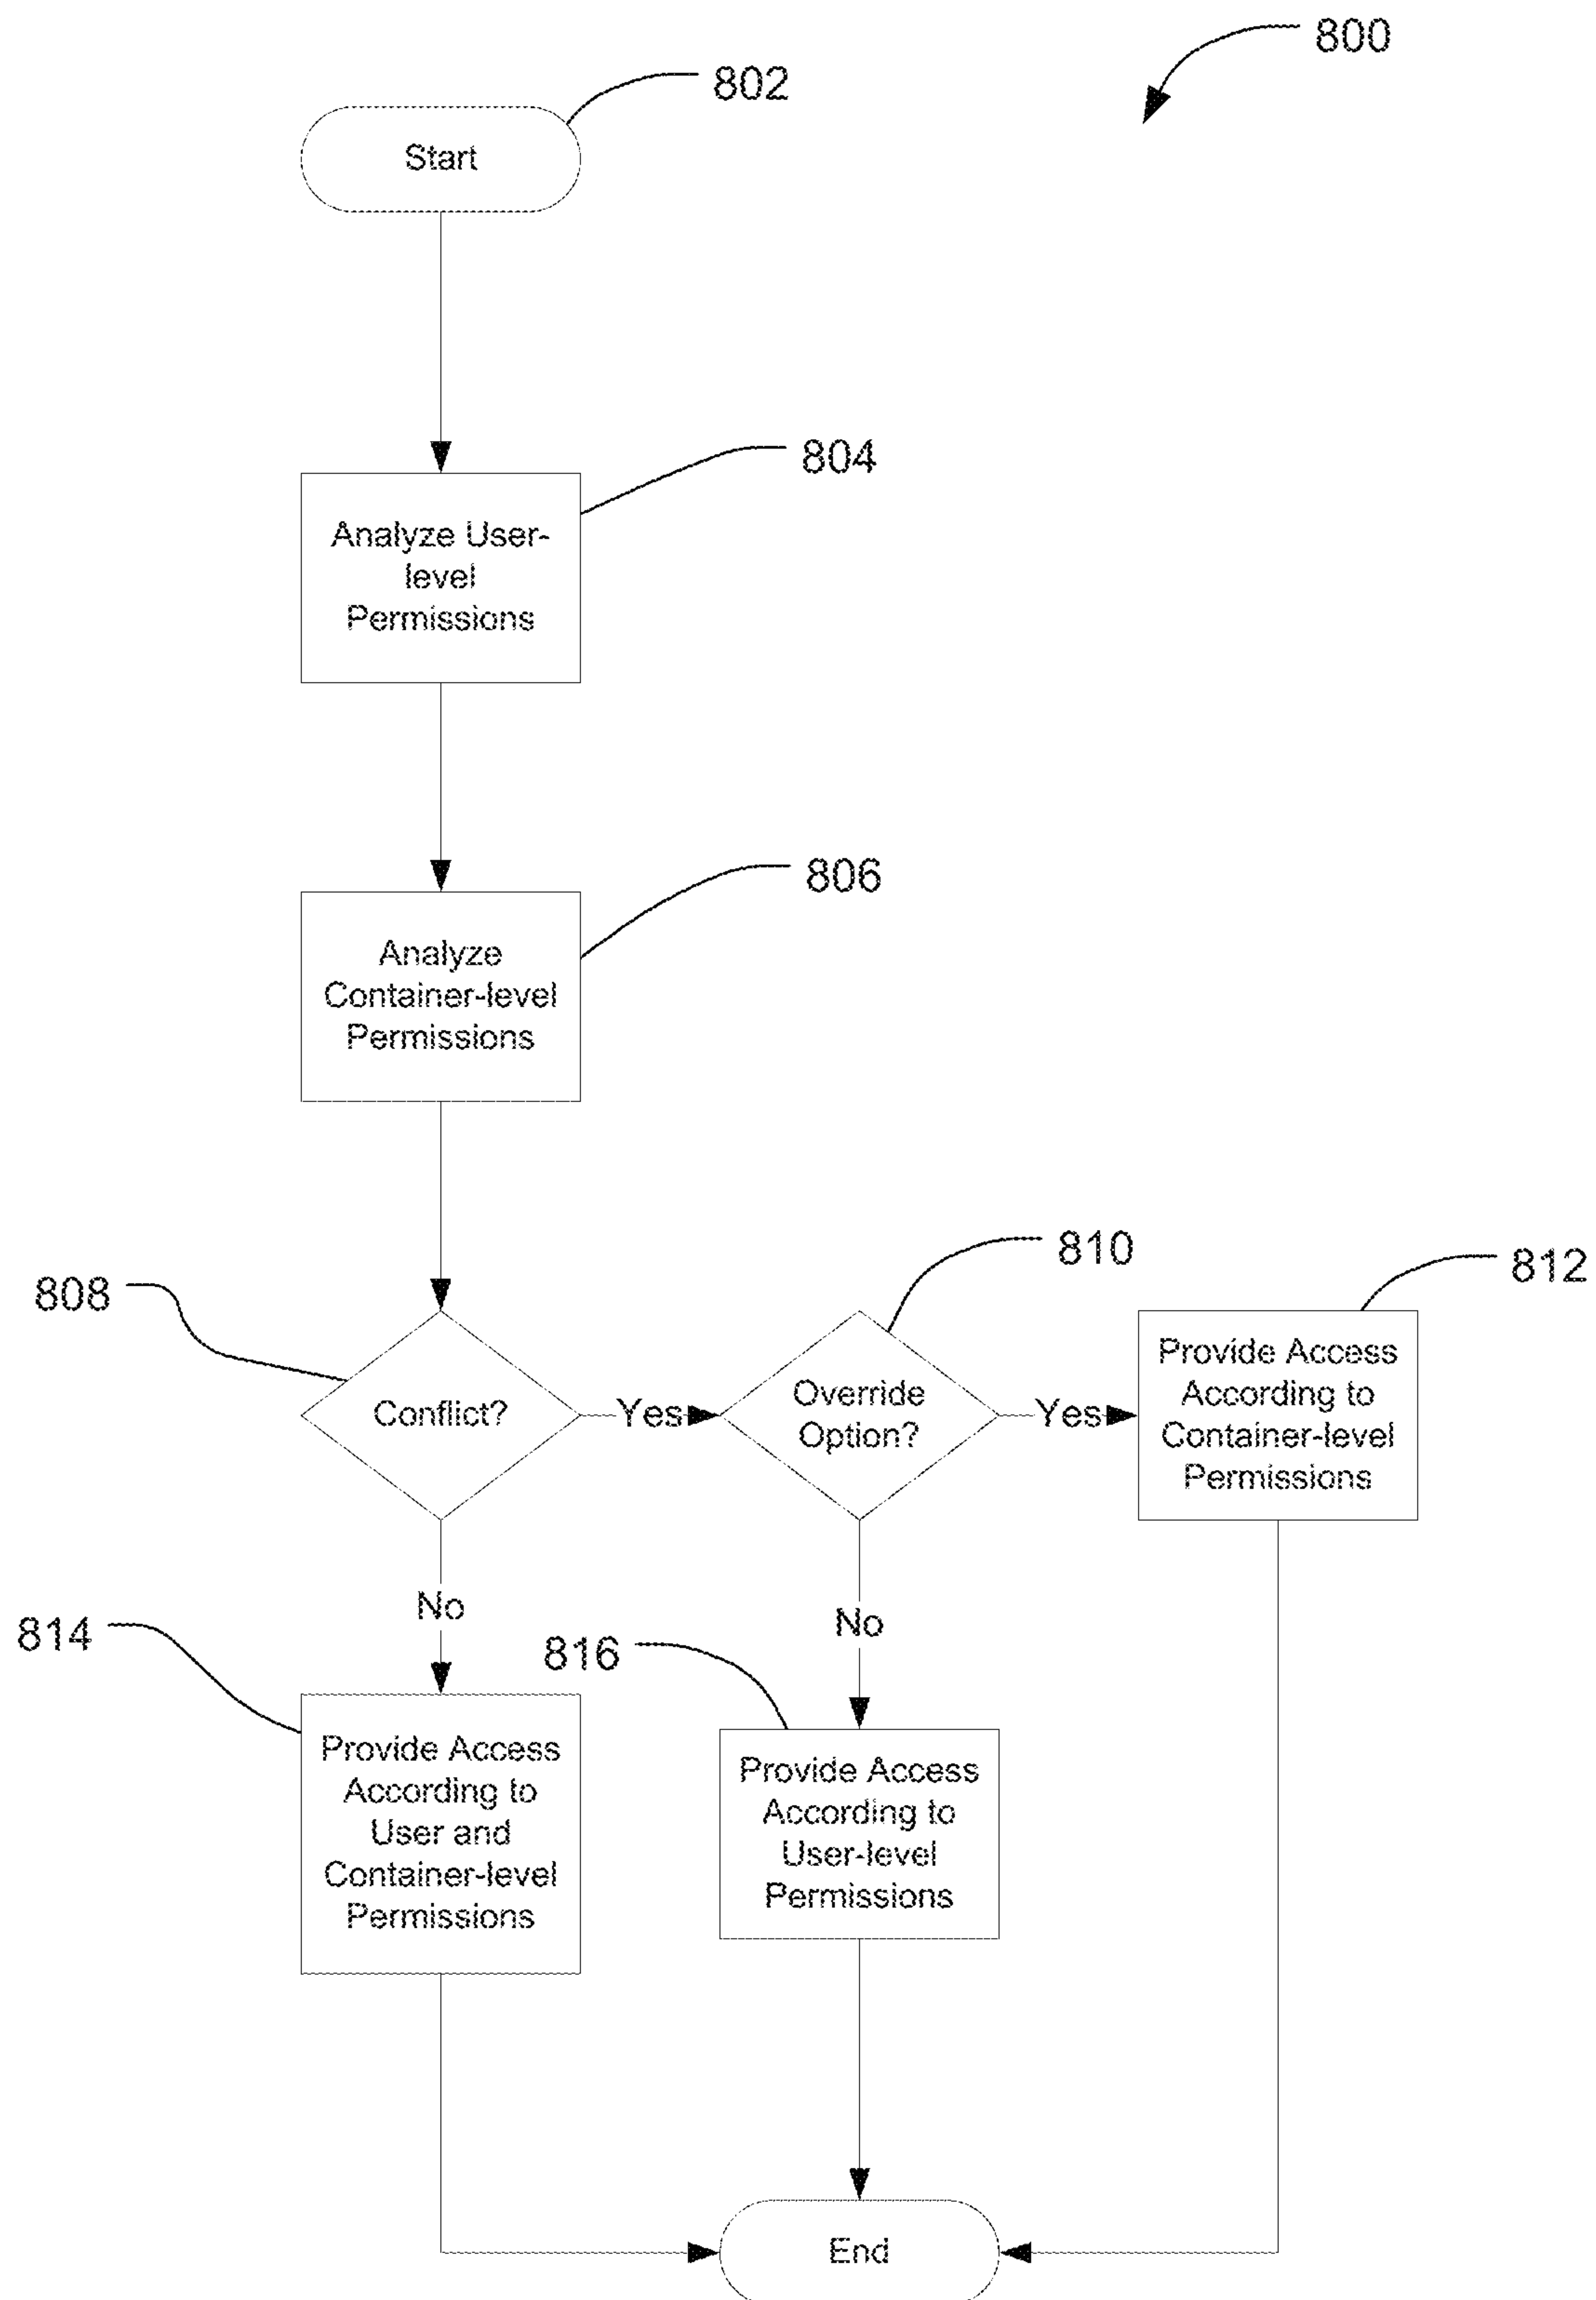 800
802
Start
804
Analyze User-
level
Permissions
806
Analyze
Container-level
Permissions
808
Conflict?
Yes
810
Override
Option?
Yes
812
Provide Access
According to
Container-level
Permissions
No
814
Provide Access
According to
User and
Container-level
Permissions
No
816
Provide Access
According to
User-level
Permissions
End